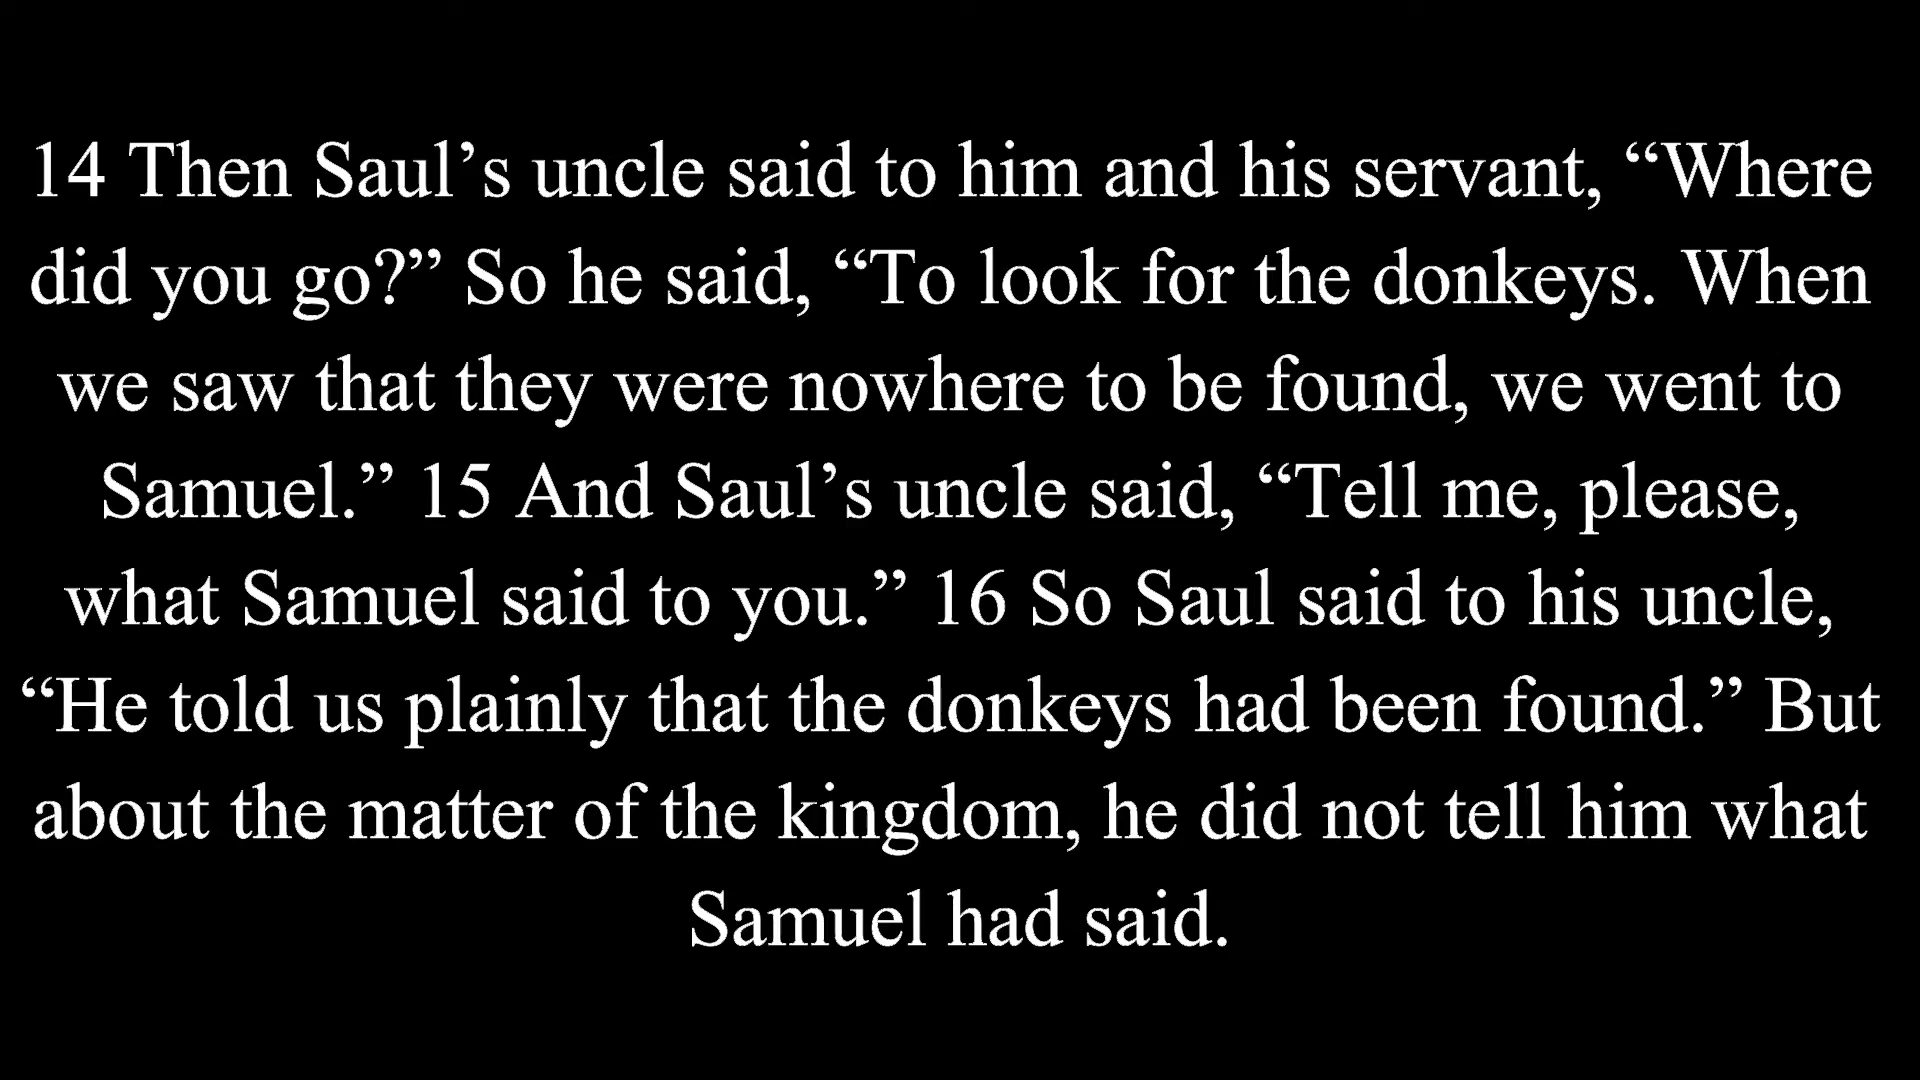 14 Then Saul’s uncle said to him and his servant, “Where
did you go?” So he said, “To look for the donkeys. When
we saw that they were nowhere to be found, we went to
Samuel.” 15 And Saul’s uncle said, “Tell me, please,
what Samuel said to you.” 16 So Saul said to his uncle,
“He told us plainly that the donkeys had been found.” But
about the matter of the kingdom, he did not tell him what
Samuel had said.